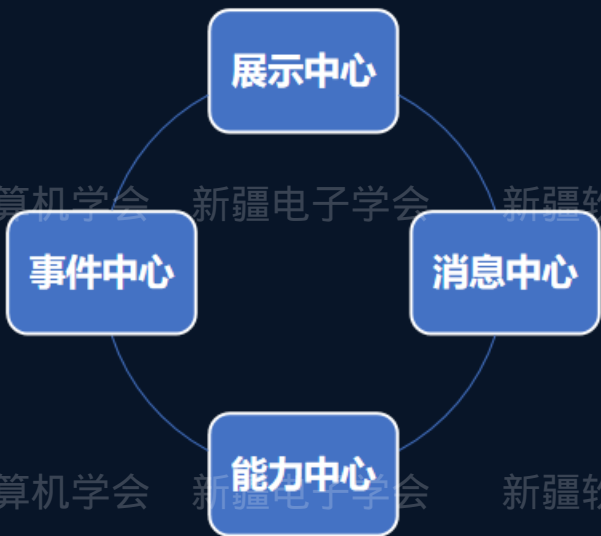 展示中心
算机学会 新疆电子学会 新疆软
事件中心 消息中心
能力中心
算机学会 新疆电子学会 新疆软